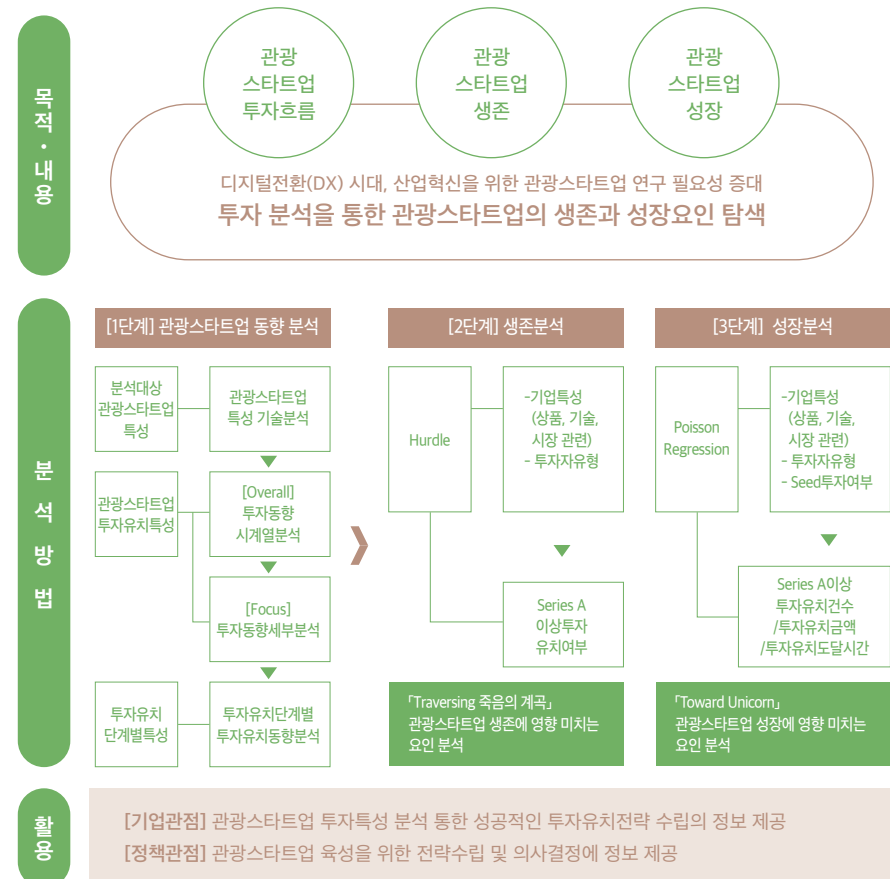 목적·내용
관광
스타트업
투자흐름
관광
스타트업
생존
관광
스타트업
성장
디지털전환(DX) 시대, 산업혁신을 위한 관광스타트업 연구 필요성 증대
투자 분석을 통한 관광스타트업의 생존과 성장요인 탐색
분석방법
[1단계] 관광스타트업 동향 분석
분석대상
관광스타트업
특성
관광스타트업
특성 기술분석
관광스타트업
투자유치특성
[Overall]
투자동향
시계열분석
[Focus]
투자동향세부분석
투자유치
단계별특성
투자유치단계별
투자유치동향분석
[2단계] 생존분석
Hurdle
-기업특성
(상품, 기술,
시장 관련)
- 투자자유형
Series A
이상투자
유치여부
「Traversing 죽음의 계곡」
관광스타트업 생존에 영향 미치는
요인 분석
[3단계] 성장분석
Poisson
Regression
-기업특성
(상품, 기술,
시장 관련)
- 투자자유형
- Seed투자여부
Series A이상
투자유치건수
/투자유치금액
/투자유치도달시간
「Toward Unicorn」
관광스타트업 성장에 영향 미치는
요인 분석
활용
[기업관점] 관광스타트업 투자특성 분석 통한 성공적인 투자유치전략 수립의 정보 제공
[정책관점] 관광스타트업 육성을 위한 전략수립 및 의사결정에 정보 제공